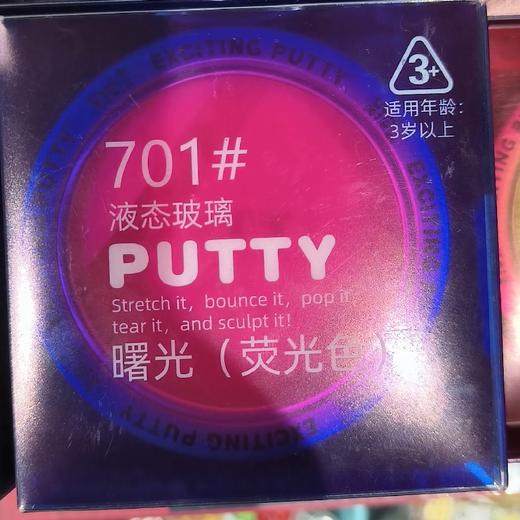 EXCITING PUTTY
3+
适用年龄:
3岁以上
701#
液态玻璃
PUTTY
Stretch it, bounce it, pop it,
tear it, and sculpt it!
曙光（荧光色）
EXCITING PUTTY
EXCITING